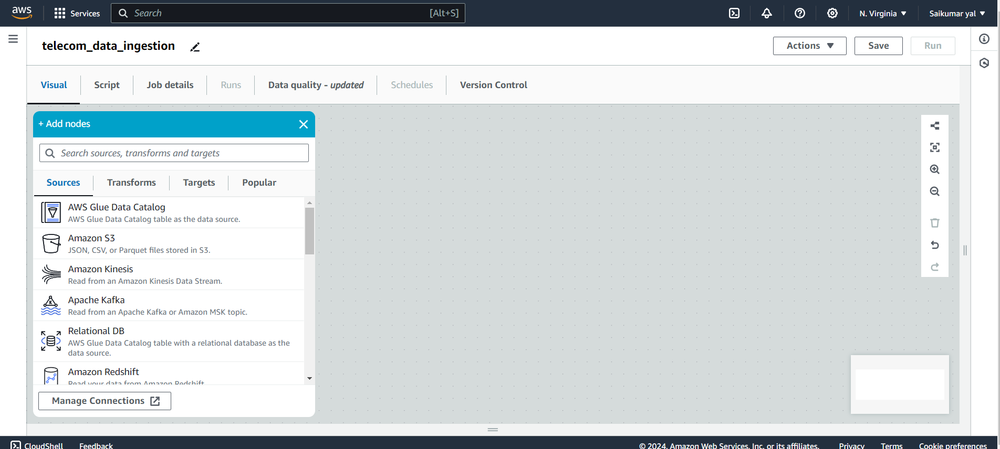 aws
Services
Search
[Alt+S]
N. Virginia
Saikumar yal
telecom_data_ingestion
Actions
Save
Run
Visual
Script
Job details
Runs
Data quality - updated
Schedules
Version Control
+ Add nodes
Search sources, transforms and targets
Sources
Transforms
Targets
Popular
AWS Glue Data Catalog
AWS Glue Data Catalog table as the data source.
Amazon S3
JSON, CSV, or Parquet files stored in S3.
Amazon Kinesis
Read from an Amazon Kinesis Data Stream.
K
Apache Kafka
Read from an Apache Kafka or Amazon MSK topic.
Relational DB
AWS Glue Data Catalog table with a relational database as the
data source.
Amazon Redshift
Read your data from Amazon Redshift
Manage Connections
CloudShell
Feedback
© 2024, Amazon Web Services, Inc. or its affiliates.
Privacy
Terms
Cookie preferences